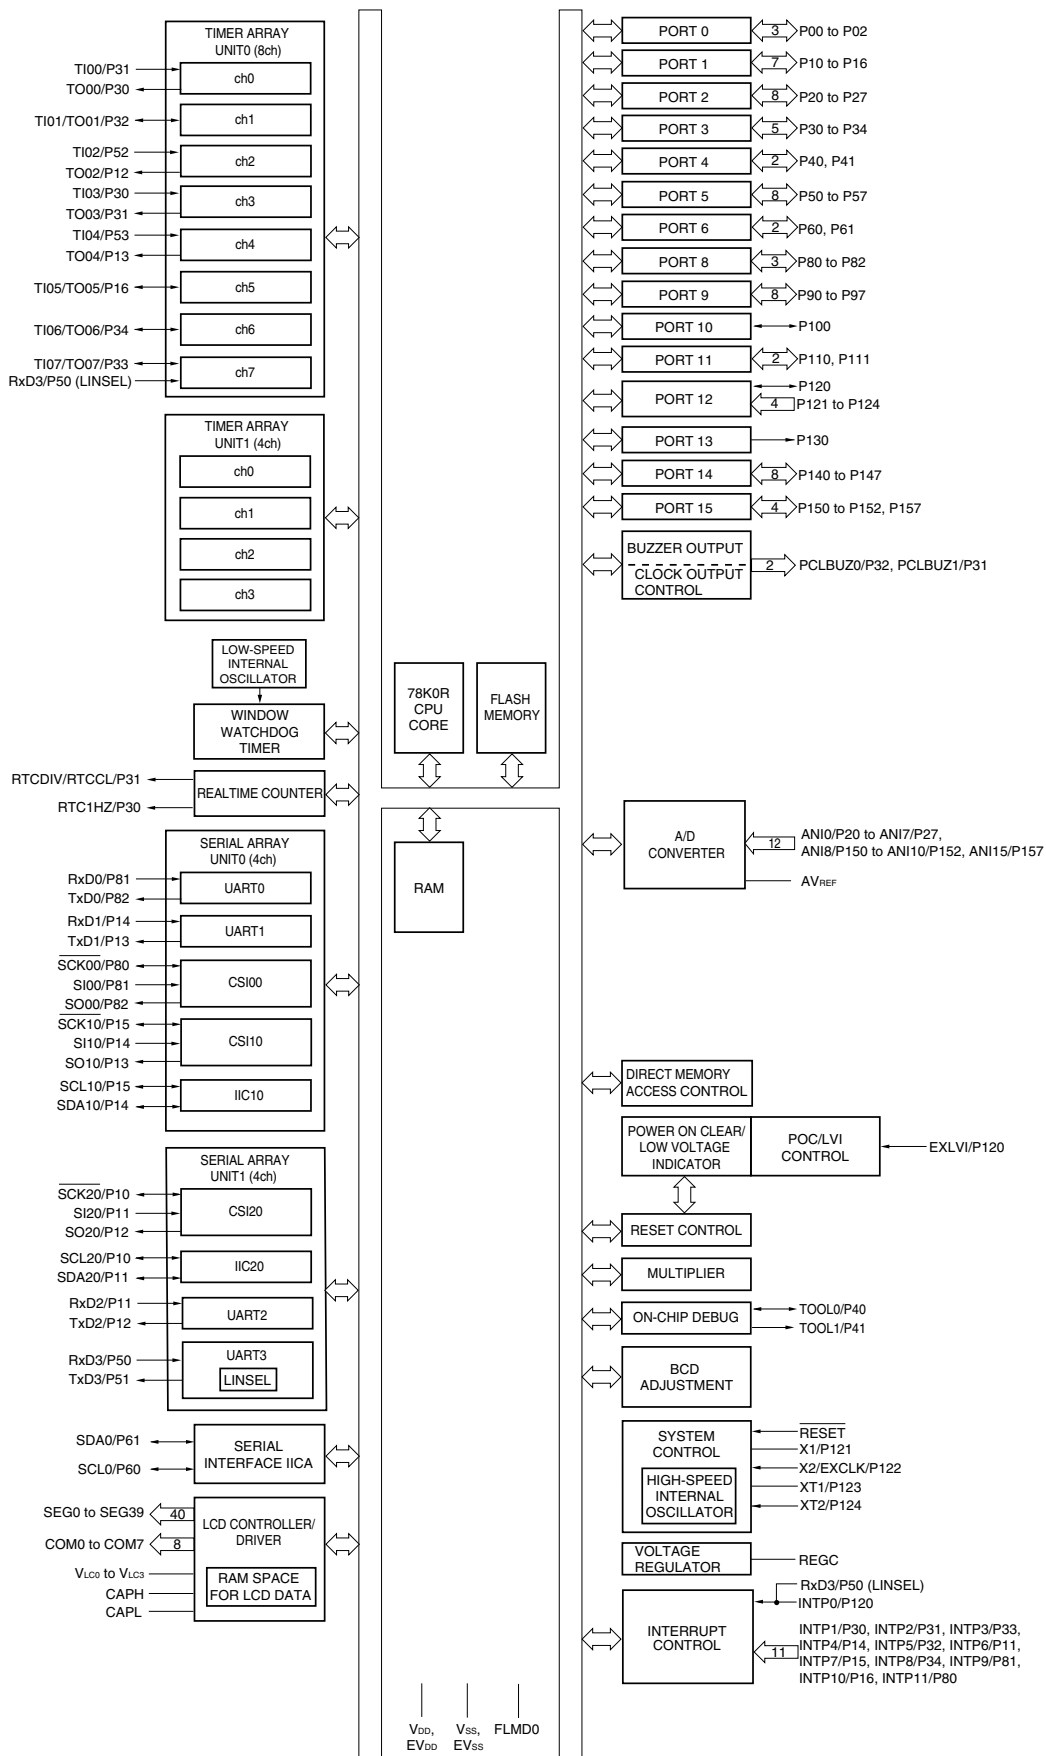 TIMER ARRAY
UNIT0 (8ch)
TI00/P31
TO00/P30
ch0
TI01/TO01/P32
ch1
TI02/P52
TO02/P12
ch2
TI03/P30
TO03/P31
ch3
TI04/P53
TO04/P13
ch4
TI05/TO05/P16
ch5
TI06/TO06/P34
ch6
TI07/TO07/P33
RxD3/P50 (LINSEL)
ch7
TIMER ARRAY
UNIT1 (4ch)
ch0
ch1
ch2
ch3
LOW-SPEED
INTERNAL
OSCILLATOR
WINDOW
WATCHDOG
TIMER
RTCDIV/RTCCL/P31
RTC1HZ/P30
REALTIME COUNTER
SERIAL ARRAY
UNIT0 (4ch)
RxD0/P81
TxD0/P82
UART0
RxD1/P14
TxD1/P13
UART1
SCK00/P80
SI00/P81
SO00/P82
CSI00
SCK10/P15
SI10/P14
SO10/P13
CSI10
SCL10/P15
SDA10/P14
IIC10
SERIAL ARRAY
UNIT1 (4ch)
SCK20/P10
SI20/P11
SO20/P12
CSI20
SCL20/P10
SDA20/P11
IIC20
RxD2/P11
TxD2/P12
UART2
RxD3/P50
TxD3/P51
UART3
LINSEL
SDA0/P61
SCL0/P60
SERIAL
INTERFACE IICA
SEG0 to SEG39
40
COM0 to COM7
8
VLC0 to VLC3
CAPH
CAPL
LCD CONTROLLER/
DRIVER
RAM SPACE
FOR LCD DATA
78K0R
CPU
CORE
FLASH
MEMORY
RAM
VDD,
EVDD
VSS,
EVSS
FLMD0
PORT 0
3
P00 to P02
PORT 1
7
P10 to P16
PORT 2
8
P20 to P27
PORT 3
5
P30 to P34
PORT 4
2
P40, P41
PORT 5
8
P50 to P57
PORT 6
2
P60, P61
PORT 8
3
P80 to P82
PORT 9
8
P90 to P97
PORT 10
P100
PORT 11
2
P110, P111
PORT 12
P120
4
P121 to P124
PORT 13
P130
PORT 14
8
P140 to P147
PORT 15
4
P150 to P152, P157
BUZZER OUTPUT
CLOCK OUTPUT
CONTROL
2
PCLBUZ0/P32, PCLBUZ1/P31
A/D
CONVERTER
12
ANI0/P20 to ANI7/P27,
ANI8/P150 to ANI10/P152, ANI15/P157
AVREF
DIRECT MEMORY
ACCESS CONTROL
POWER ON CLEAR/
LOW VOLTAGE
INDICATOR
POC/LVI
CONTROL
EXLVI/P120
RESET CONTROL
MULTIPLIER
ON-CHIP DEBUG
TOOL0/P40
TOOL1/P41
BCD
ADJUSTMENT
SYSTEM
CONTROL
HIGH-SPEED
INTERNAL
OSCILLATOR
RESET
X1/P121
X2/EXCLK/P122
XT1/P123
XT2/P124
VOLTAGE
REGULATOR
REGC
INTERRUPT
CONTROL
RxD3/P50 (LINSEL)
INTP0/P120
11
INTP1/P30, INTP2/P31, INTP3/P33,
INTP4/P14, INTP5/P32, INTP6/P11,
INTP7/P15, INTP8/P34, INTP9/P81,
INTP10/P16, INTP11/P80